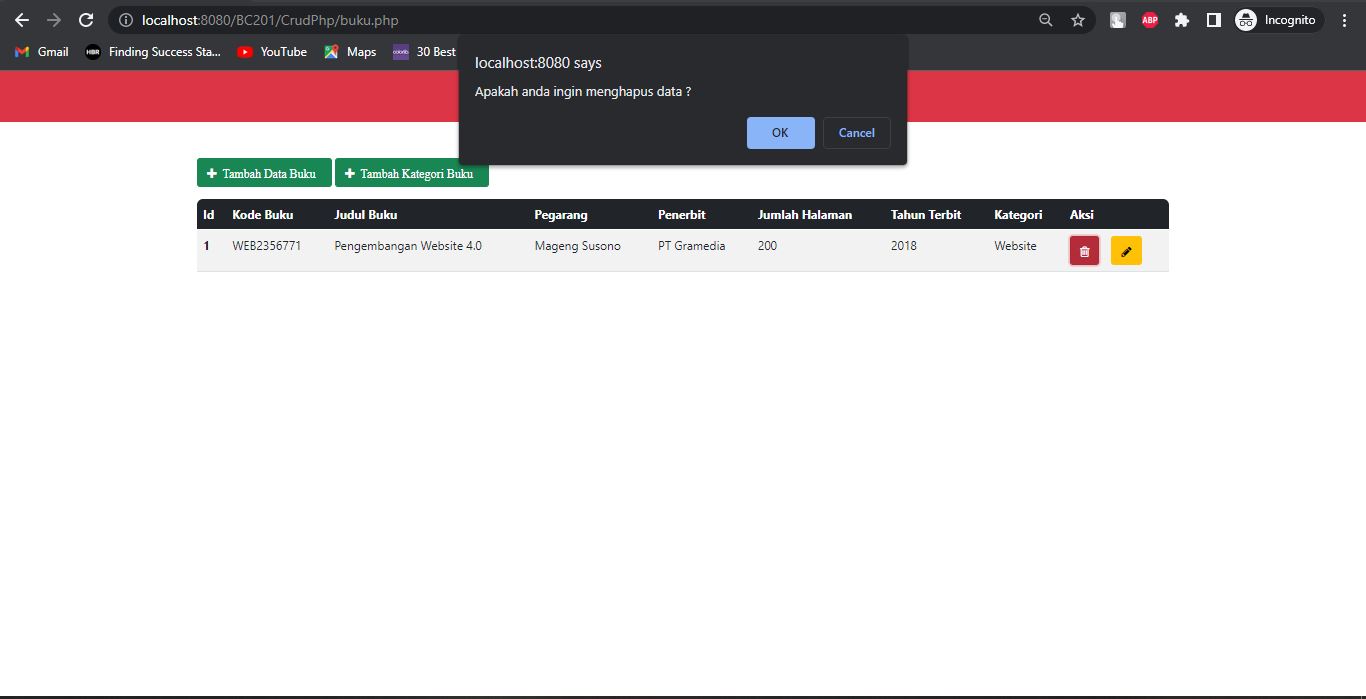 localhost:8080/BC201/CrudPhp/buku.php
ABP
Incognito
Gmail
HBR
Finding Success Sta...
YouTube
Maps
30 Best
localhost:8080 says
Apakah anda ingin menghapus data ?
OK
Cancel
Tambah Data Buku
Tambah Kategori Buku
Id Kode Buku Judul Buku Pegarang Penerbit Jumlah Halaman Tahun Terbit Kategori Aksi
1 WEB2356771 Pengembangan Website 4.0 Mageng Susono PT Gramedia 200 2018 Website